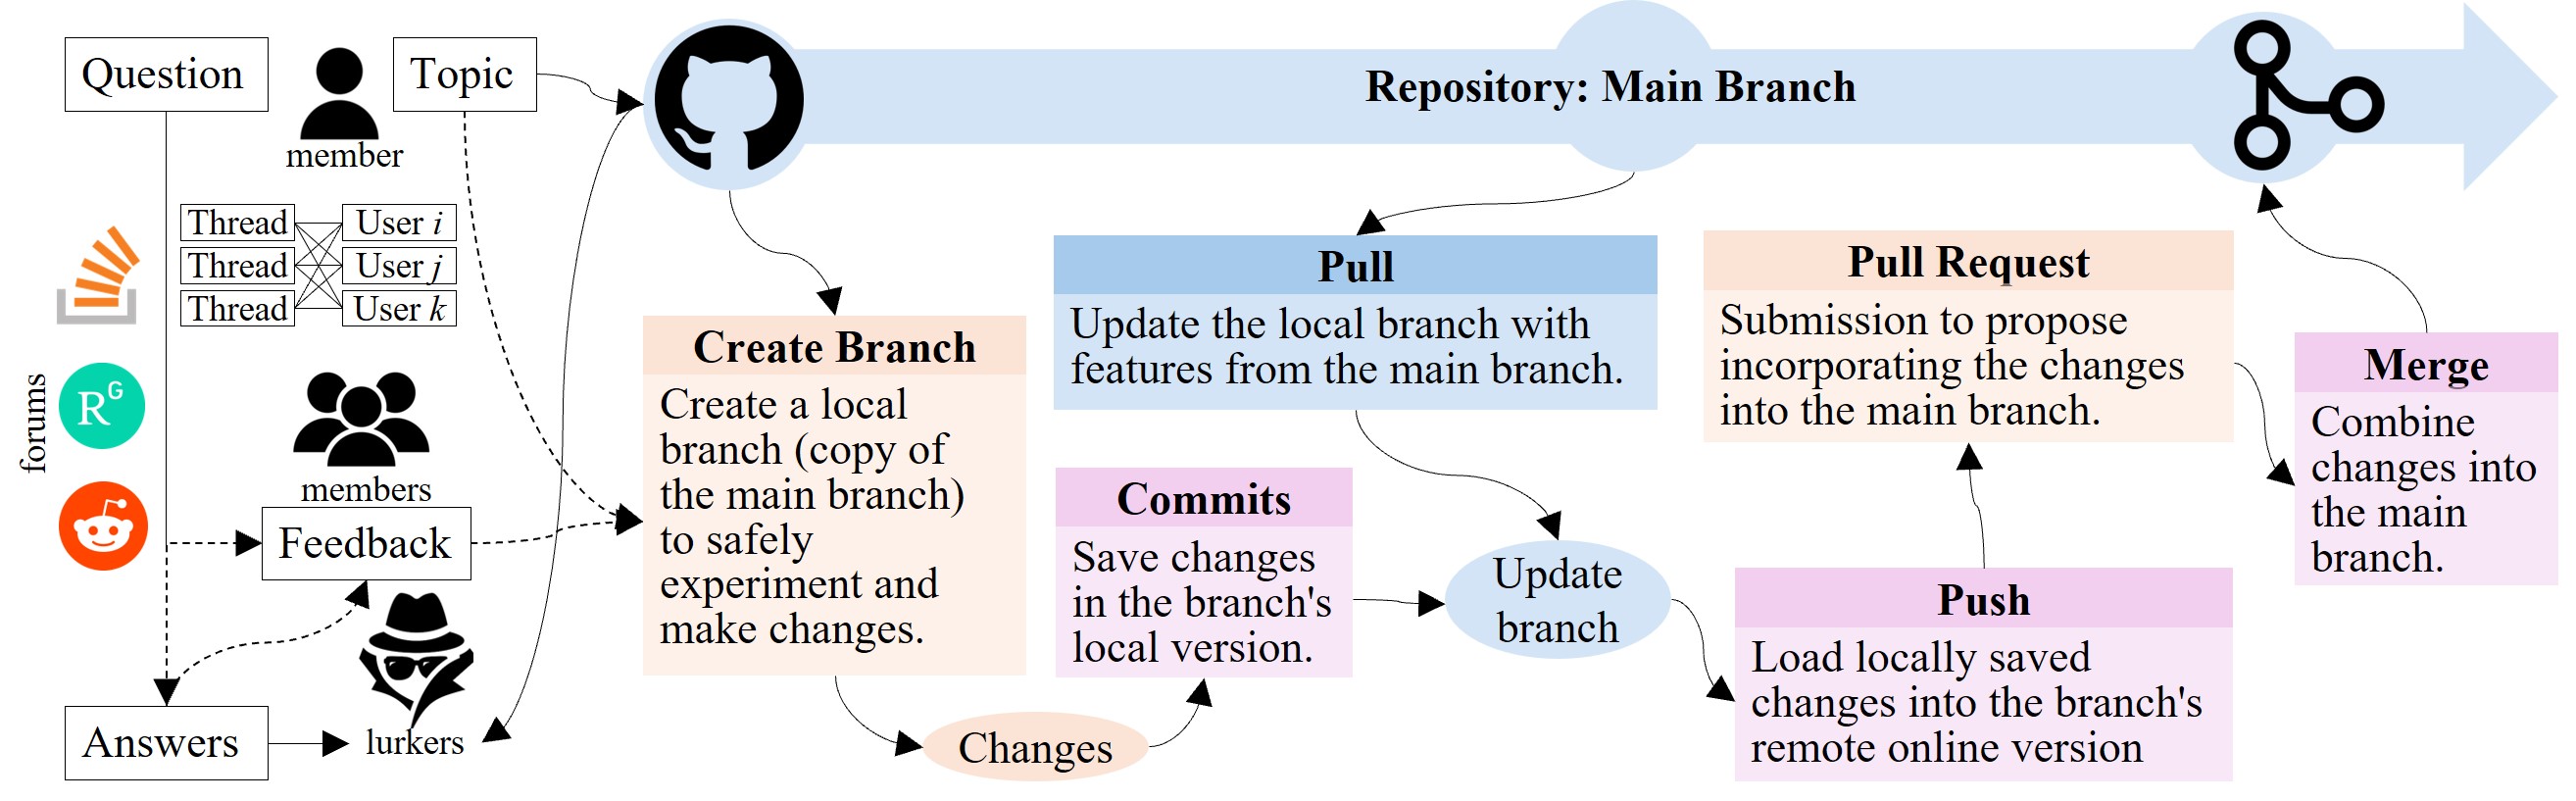 Question
member
Topic
Thread
User i
Thread
User j
Thread
User k
forums
RG
members
Feedback
Answers
lurkers
Repository: Main Branch
Create Branch
Create a local
branch (copy of
the main branch)
to safely
experiment and
make changes.
Changes
Pull
Update the local branch with
features from the main branch.
Commits
Save changes
in the branch's
local version.
Update
branch
Pull Request
Submission to propose
incorporating the changes
into the main branch.
Push
Load locally saved
changes into the branch's
remote online version
Merge
Combine
changes into
the main
branch.